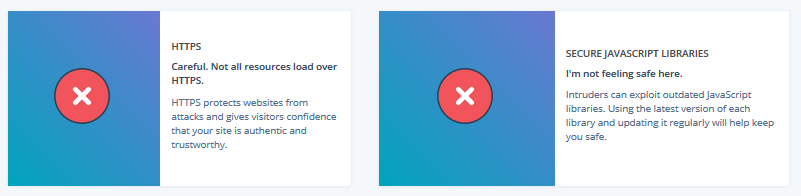 HTTPS
Careful. Not all resources load over
HTTPS.
HTTPS protects websites from
attacks and gives visitors confidence
that your site is authentic and
trustworthy.
SECURE JAVASCRIPT LIBRARIES
I'm not feeling safe here.
Intruders can exploit outdated JavaScript
libraries. Using the latest version of each
library and updating it regularly will help keep
you safe.